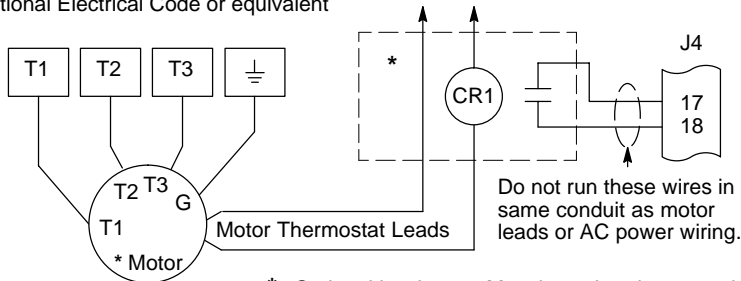 tional Electrical Code or equivalent
J4
T1 T2 T3
*
CR1
17
18
T1 T2 T3 G
* Motor
Motor Thermostat Leads
Do not run these wires in
same conduit as motor
leads or AC power wiring.
*